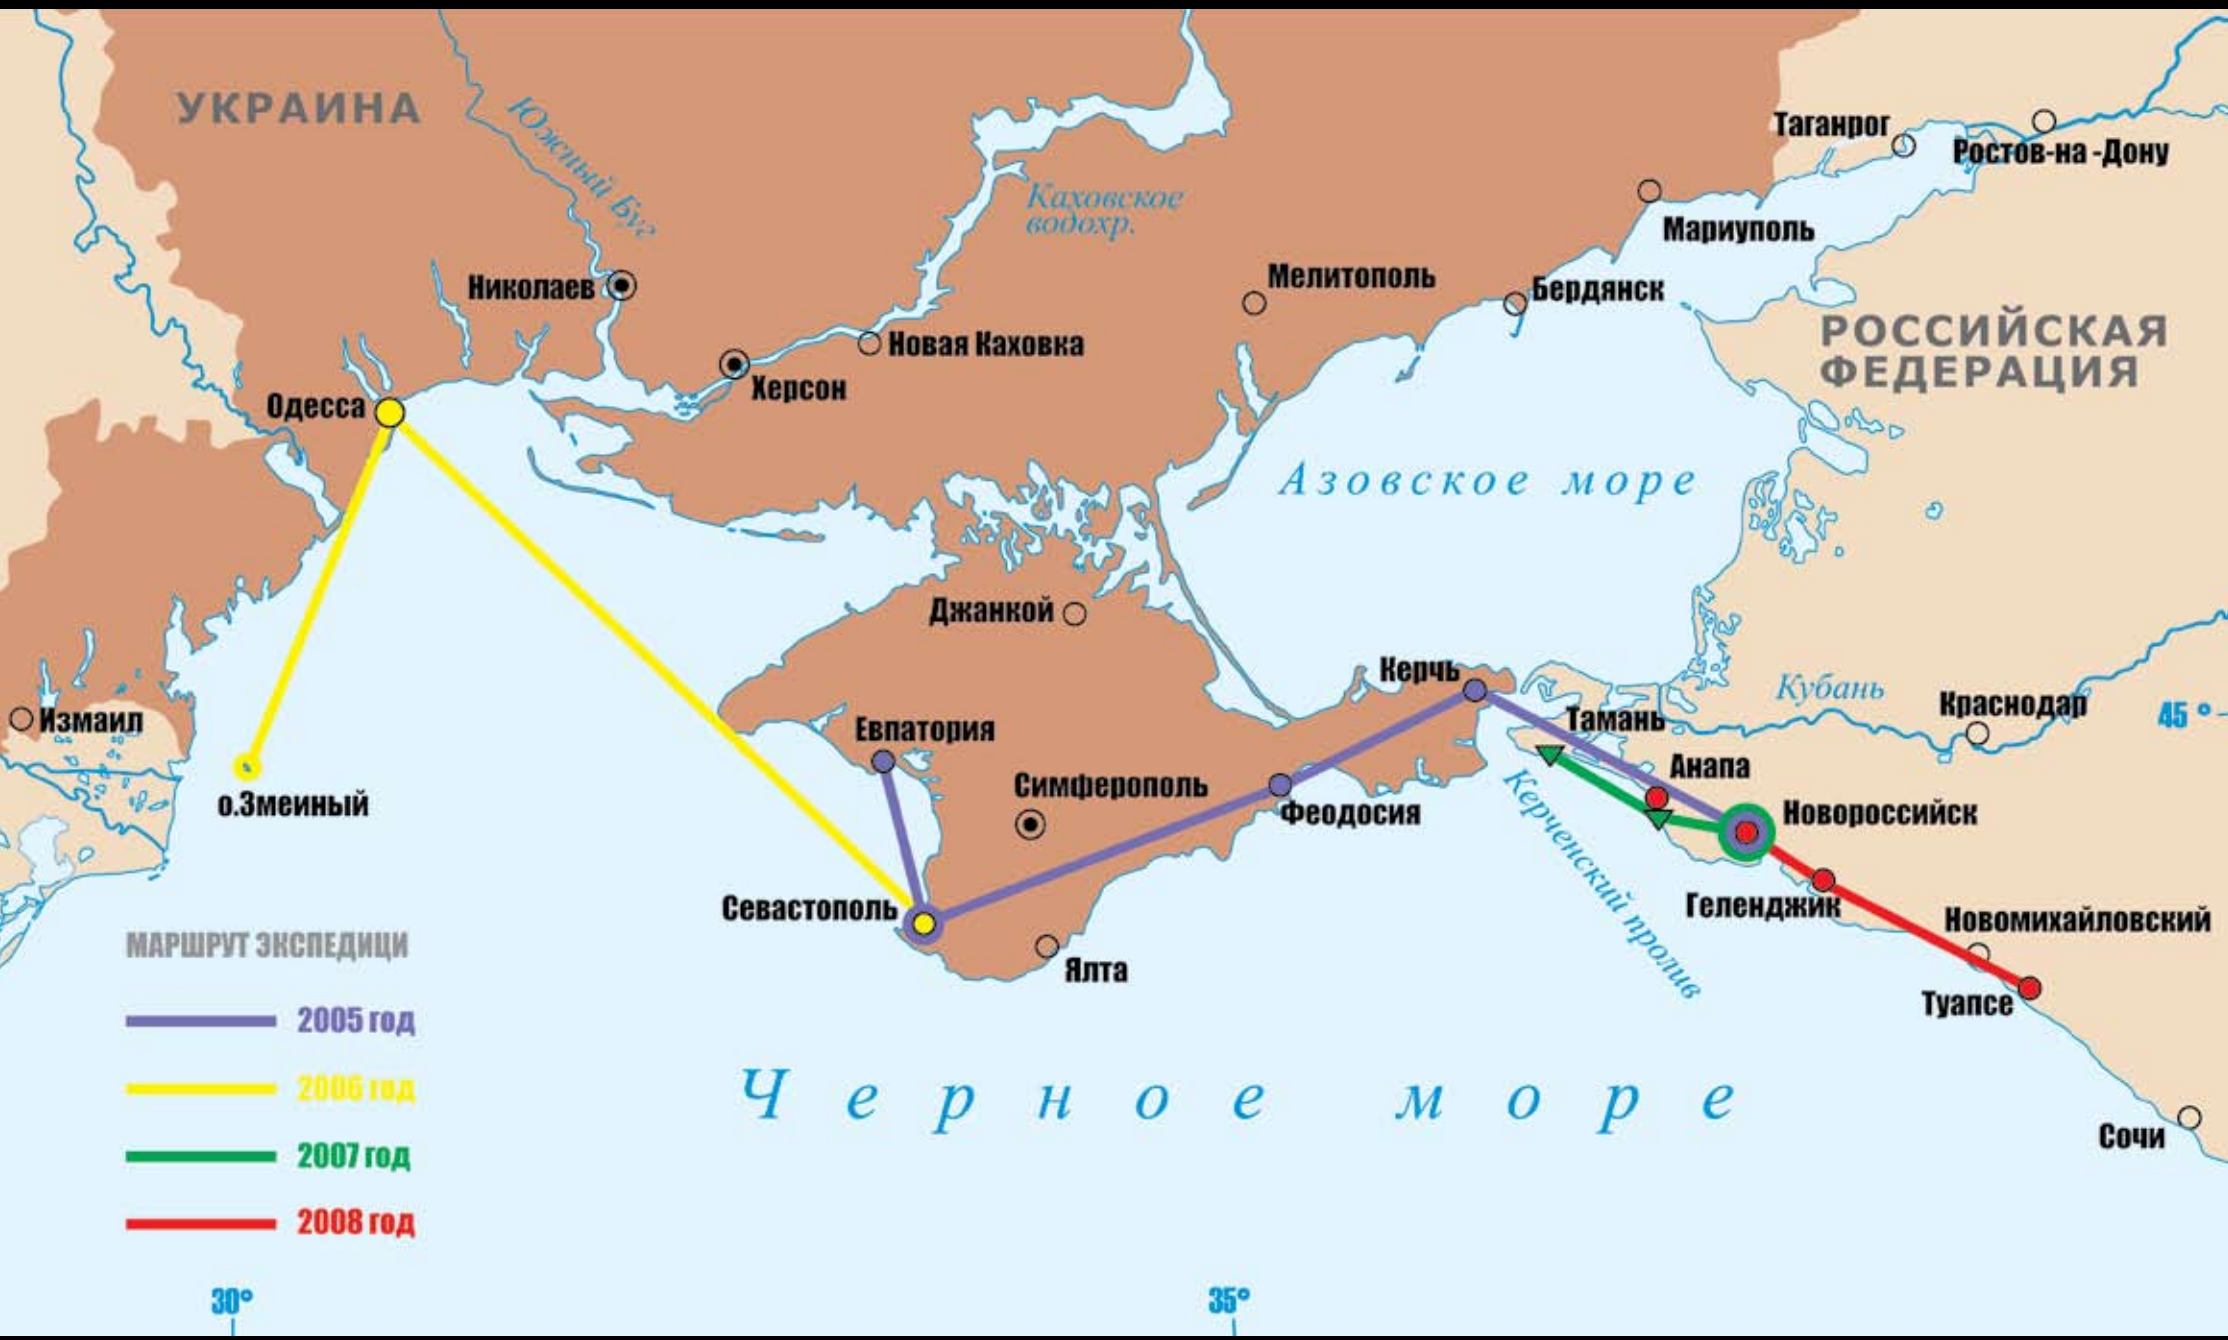 УКРАИНА
Южный Буг
Каховское
водохр.
Таганрог
Ростов-на -Дону
Мариуполь
Николаев
Мелитополь
Бердянск
РОССИЙСКАЯ
ФЕДЕРАЦИЯ
Новая Каховка
Херсон
Одесса
Азовское море
Джанкой
Керчь
Кубань
Краснодар
45 °
Измаил
Тамань
Евпатория
Анапа
Симферополь
о.Змеиный
Феодосия
Новороссийск
Керченский пролив
Севастополь
Геленджик
Новомихайловский
Ялта
Туапсе
МАРШРУТ ЭКСПЕДИЦИ
2005 год
2006 год
2007 год
2008 год
Черное море
Сочи
30°
35°